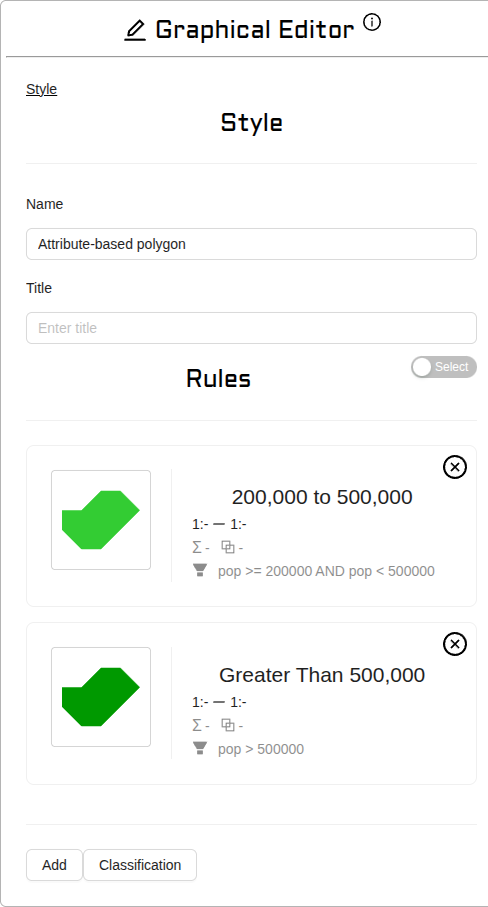 Graphical Editor
Style
Style
Name
Attribute-based polygon
Title
Enter title
Select
Rules
200,000 to 500,000
1:- — 1:-
Σ - -
pop >= 200000 AND pop < 500000
Greater Than 500,000
1:- — 1:-
Σ - -
pop > 500000
Add Classification